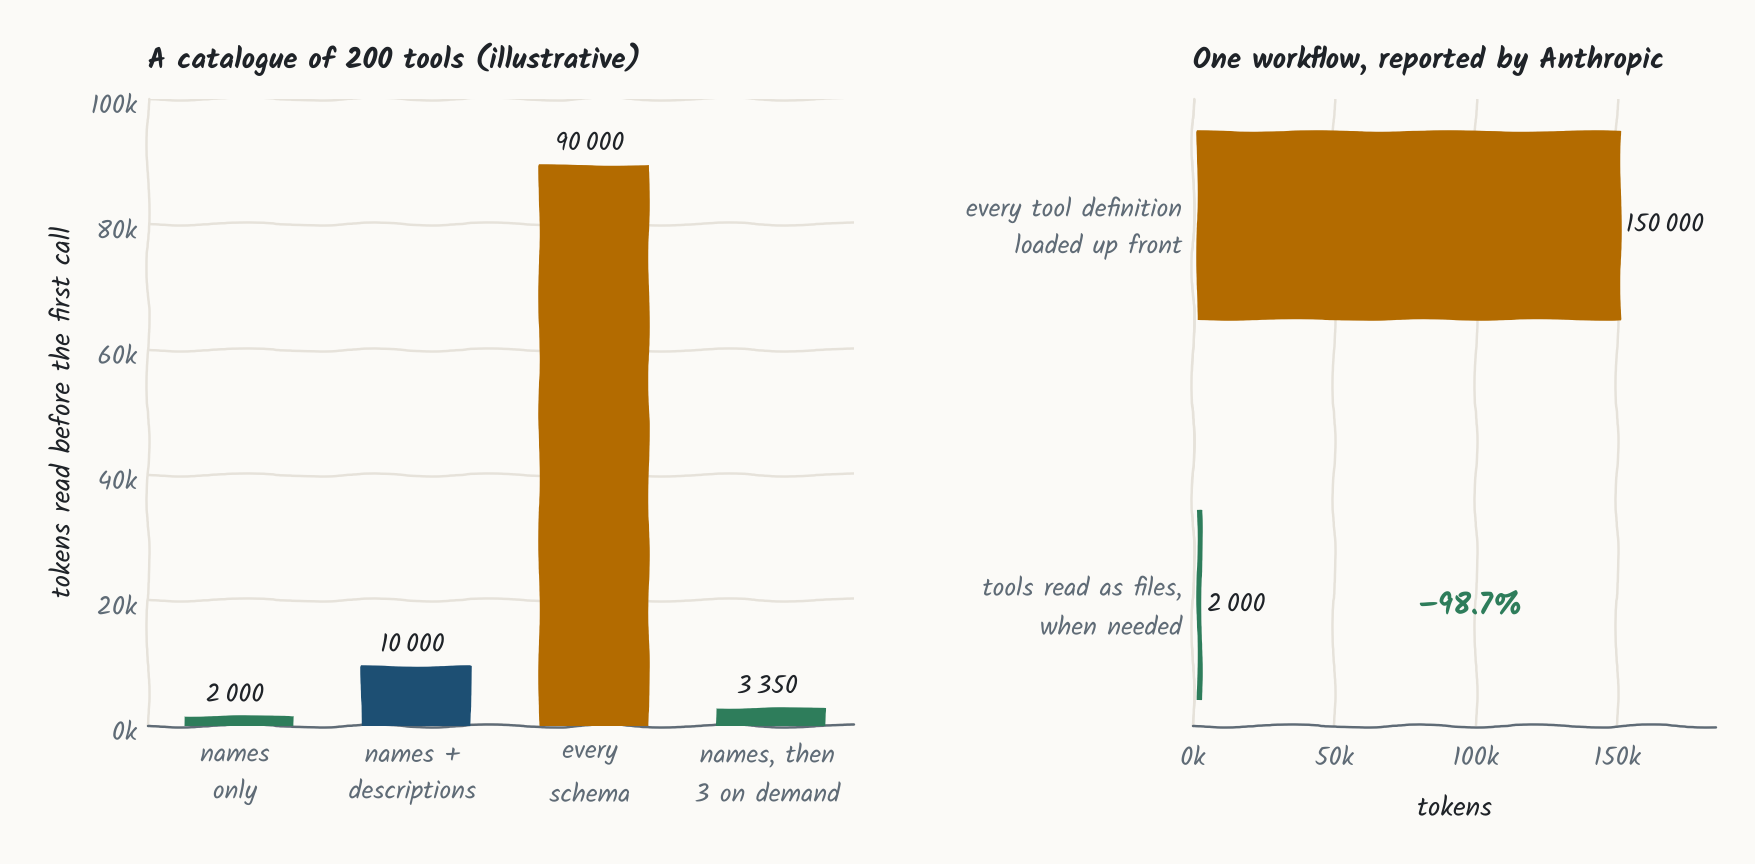 A catalogue of 200 tools (illustrative)
tokens read before the first call
100k
80k
60k
40k
20k
0k
2 000
10 000
90 000
3 350
names
only
names +
descriptions
every
schema
names, then
3 on demand
One workflow, reported by Anthropic
every tool definition
loaded up front
150 000
tools read as files,
when needed
2 000
−98.7%
0k
50k
100k
150k
tokens